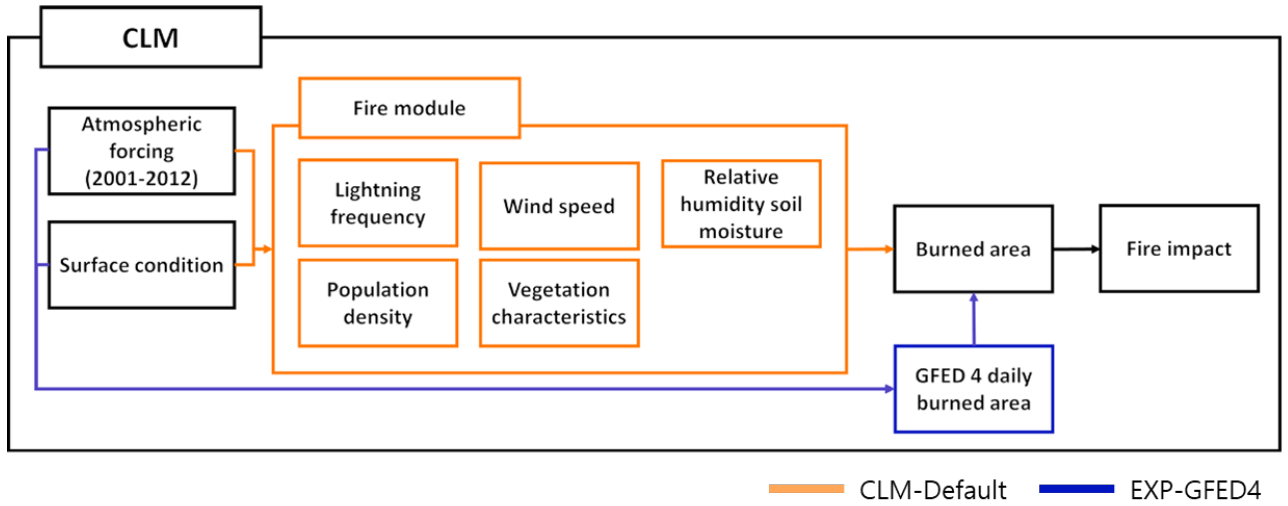 CLM
Atmospheric
forcing
(2001-2012)
Surface condition
Fire module
Lightning
frequency
Wind speed
Relative
humidity soil
moisture
Population
density
Vegetation
characteristics
Burned area
Fire impact
GFED 4 daily
burned area
CLM-Default
EXP-GFED4